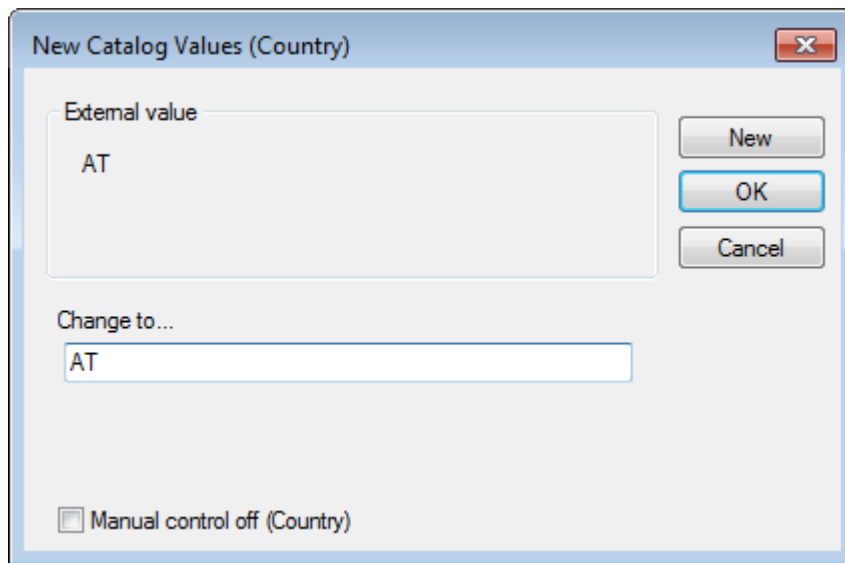 New Catalog Values (Country)
External value
AT
New
OK
Cancel
Change to...
AT
Manual control off (Country)